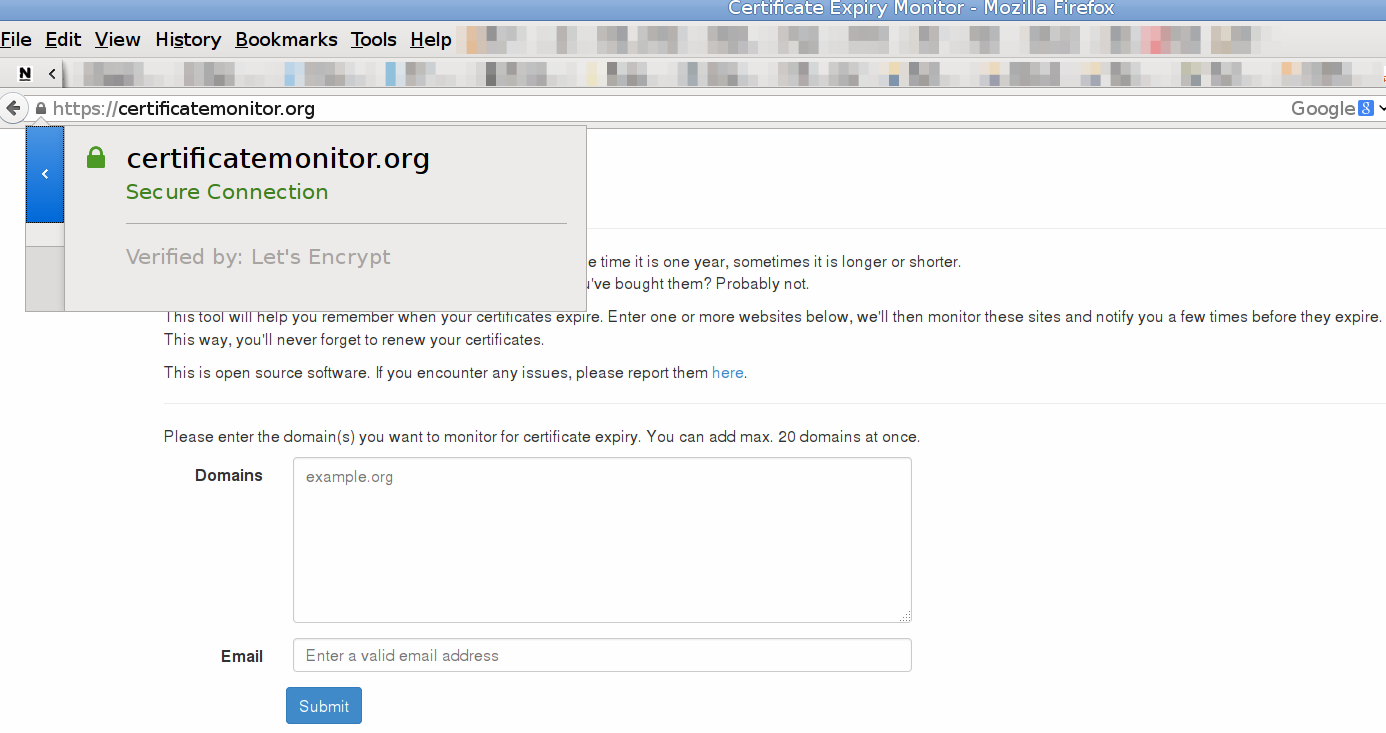 Certificate Expiry Monitor - Mozilla Firefox
File Edit View History Bookmarks Tools Help
N
https://certificatemonitor.org
Google 8
certificatemonitor.org
Secure Connection
Verified by: Let's Encrypt
e time it is one year, sometimes it is longer or shorter.
u've bought them? Probably not.
This tool will help you remember when your certificates expire. Enter one or more websites below, we'll then monitor these sites and notify you a few times before they expire.
This way, you'll never forget to renew your certificates.
This is open source software. If you encounter any issues, please report them here.
Please enter the domain(s) you want to monitor for certificate expiry. You can add max. 20 domains at once.
Domains
example.org
Email
Enter a valid email address
Submit